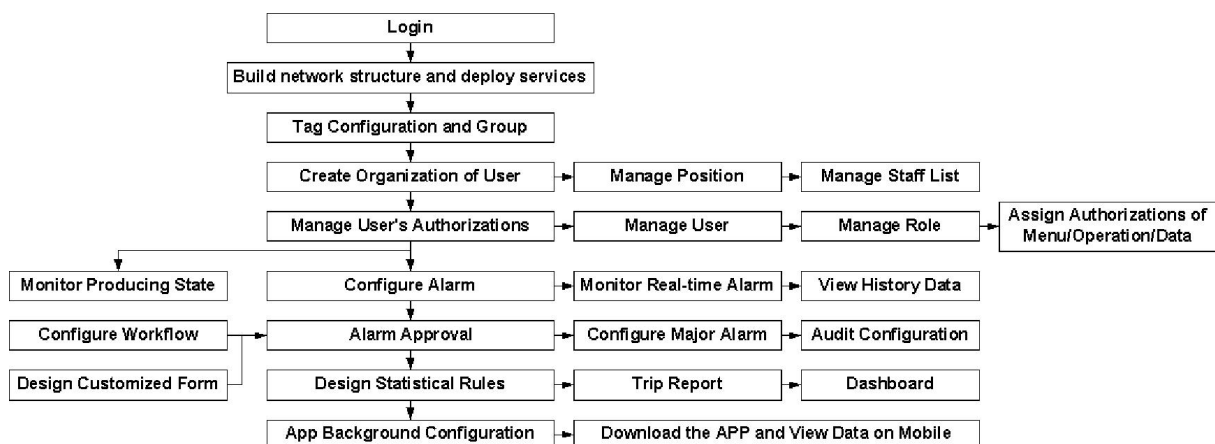 Login
Build network structure and deploy services
Tag Configuration and Group
Create Organization of User
Manage Position
Manage Staff List
Manage User's Authorizations
Manage User
Manage Role
Assign Authorizations of
Menu/Operation/Data
Monitor Producing State
Configure Alarm
Monitor Real-time Alarm
View History Data
Configure Workflow
Alarm Approval
Configure Major Alarm
Audit Configuration
Design Customized Form
Design Statistical Rules
Trip Report
Dashboard
App Background Configuration
Download the APP and View Data on Mobile